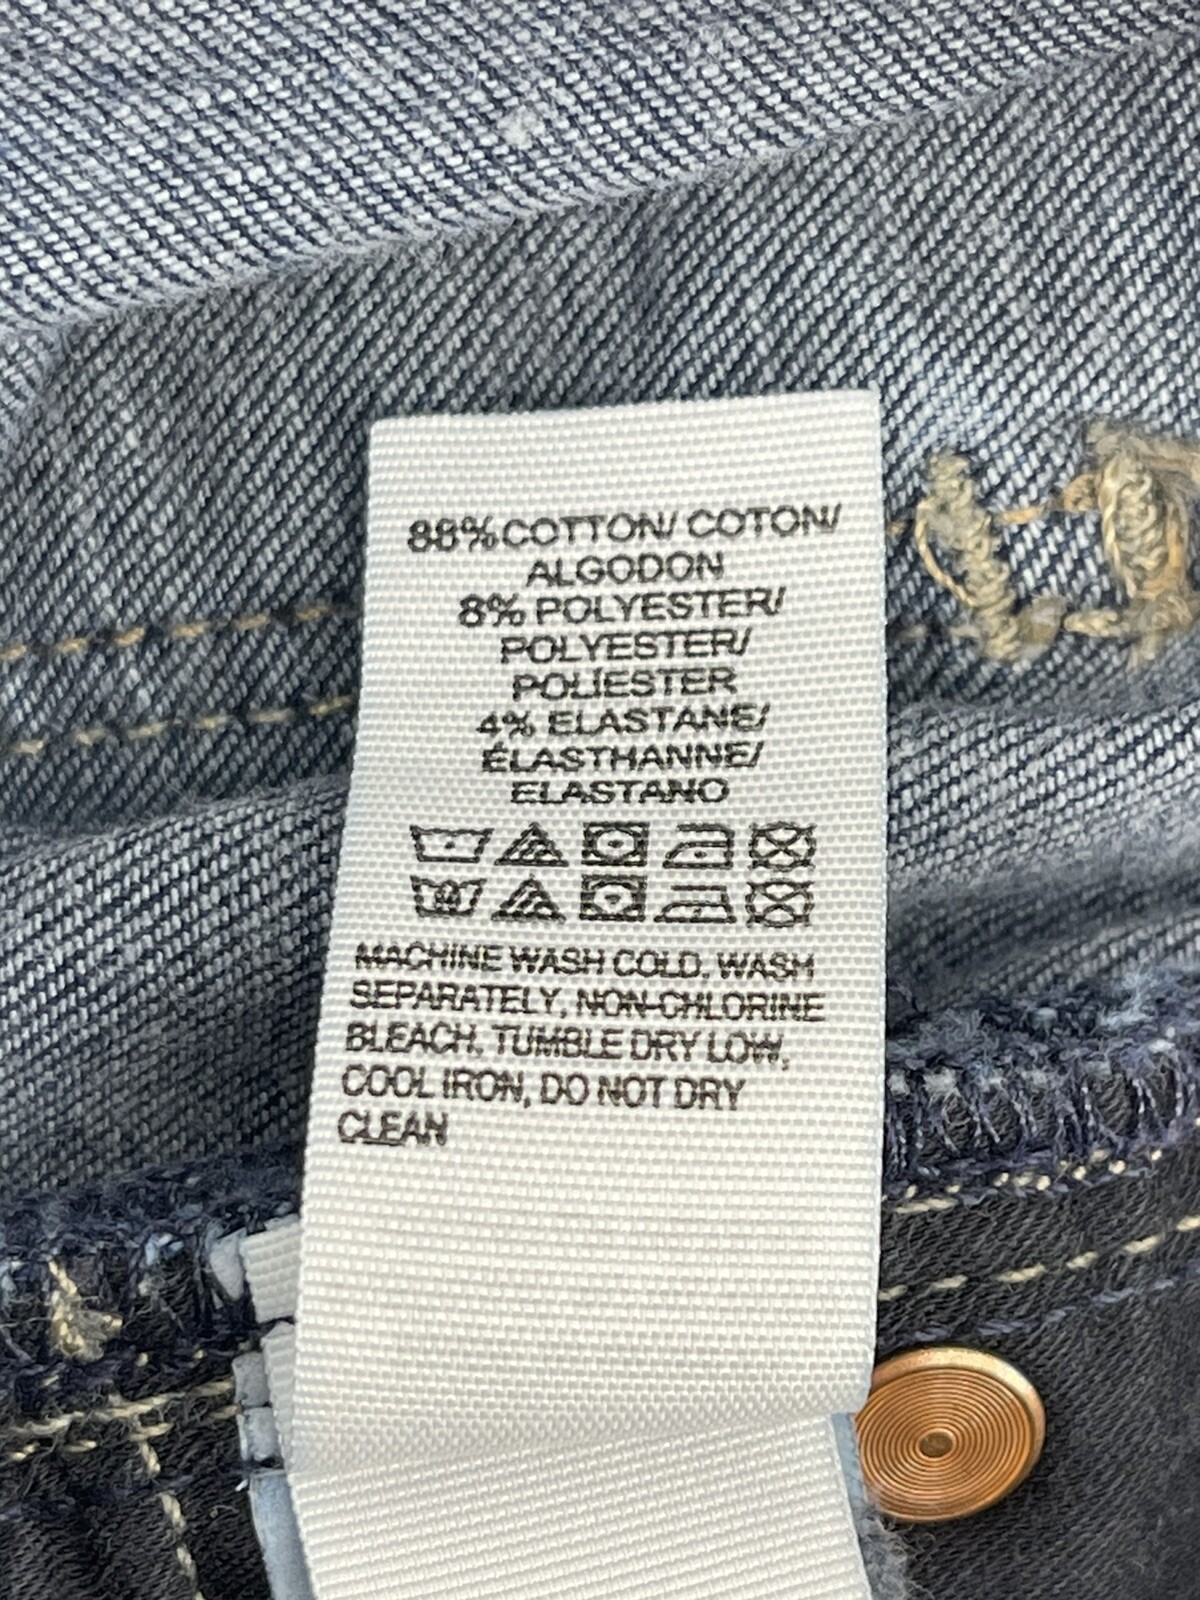 88% COTTON/ COTON/
ALGODON
8% POLYESTER/
POLYESTER/
POLIESTER
4% ELASTANE/
ÉLASTHANNE/
ELASTANO
MACHINE WASH COLD, WASH
SEPARATELY, NON-CHLORINE
BLEACH, TUMBLE DRY LOW,
COOL IRON, DO NOT DRY
CLEAN